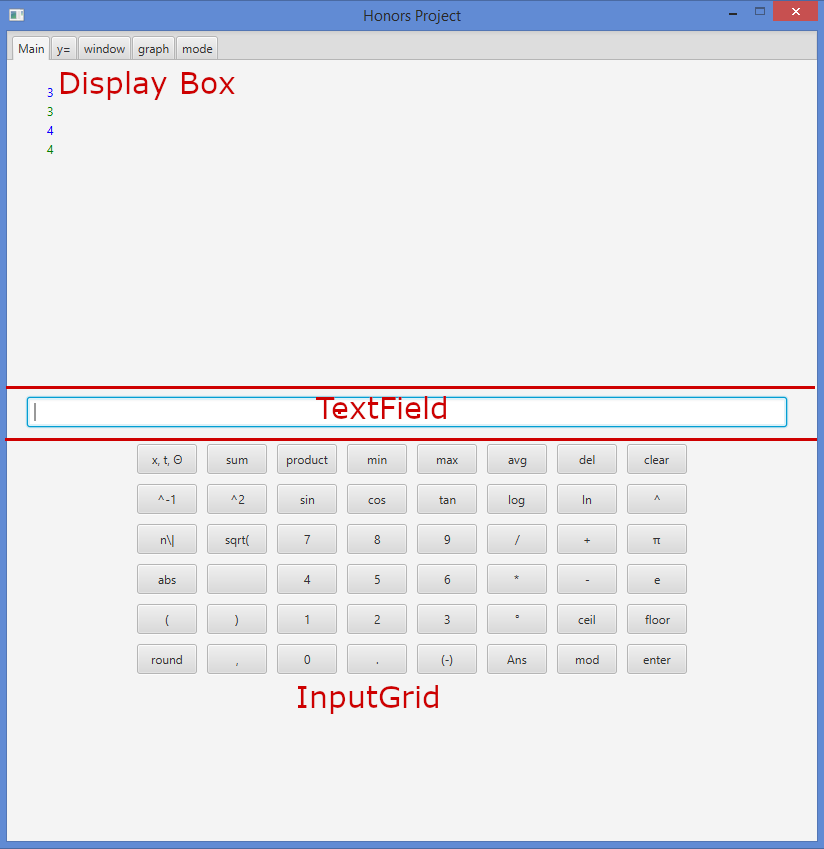 Honors Project
Main y= window graph mode
Display Box
3
3
4
4
TextField
x, t, Θ sum product min max avg del clear
^-1 ^2 sin cos tan log ln ^
n\| sqrt( 7 8 9 / + π
abs 4 5 6 * - e
( ) 1 2 3 ° ceil floor
round , 0 . (-) Ans mod enter
InputGrid